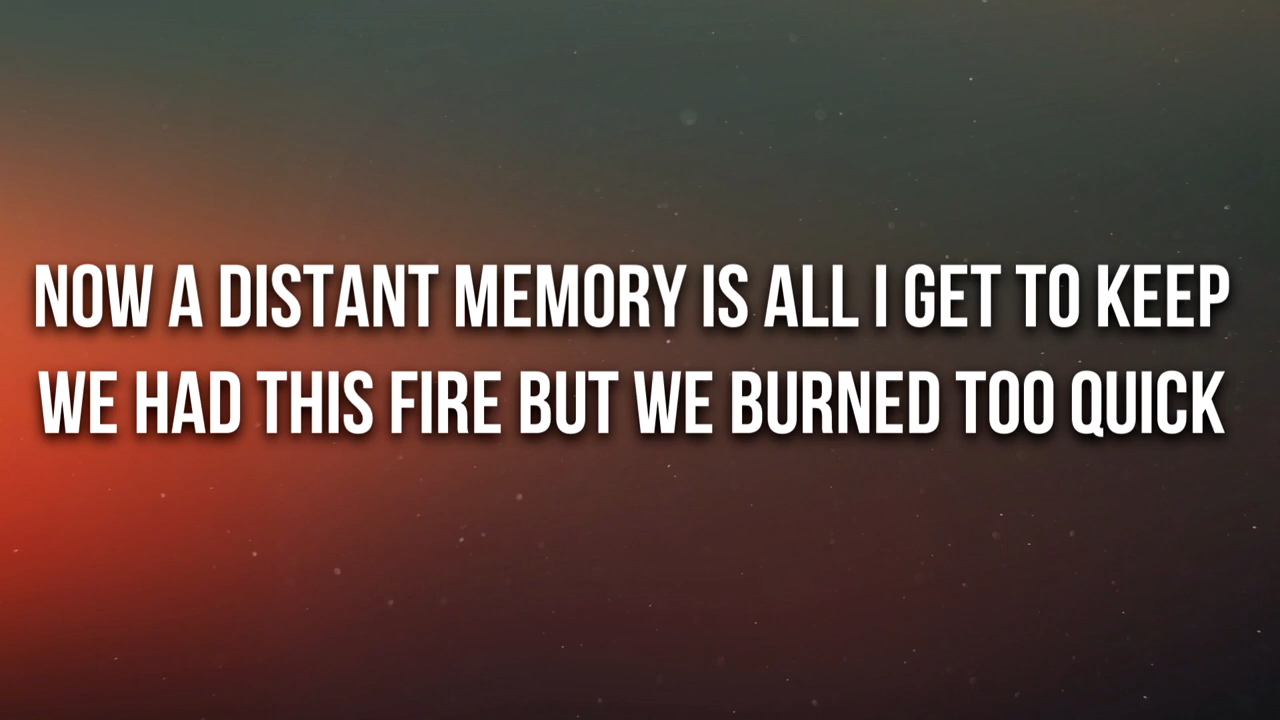 NOW A DISTANT MEMORY IS ALL I GET TO KEEP
WE HAD THIS FIRE BUT WE BURNED TOO QUICK